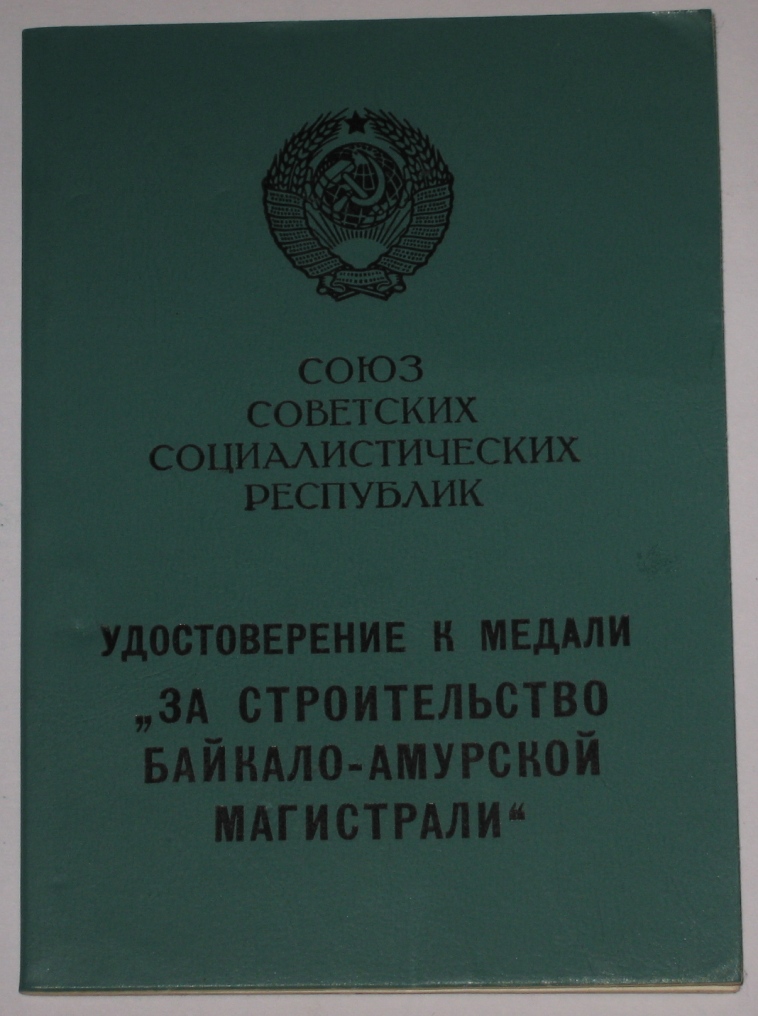 СОЮЗ
СОВЕТСКИХ
СОЦИАЛИСТИЧЕСКИХ
РЕСПУБЛИК
УДОСТОВЕРЕНИЕ К МЕДАЛИ
„ЗА СТРОИТЕЛЬСТВО
БАЙКАЛО-АМУРСКОЙ
МАГИСТРАЛИ“